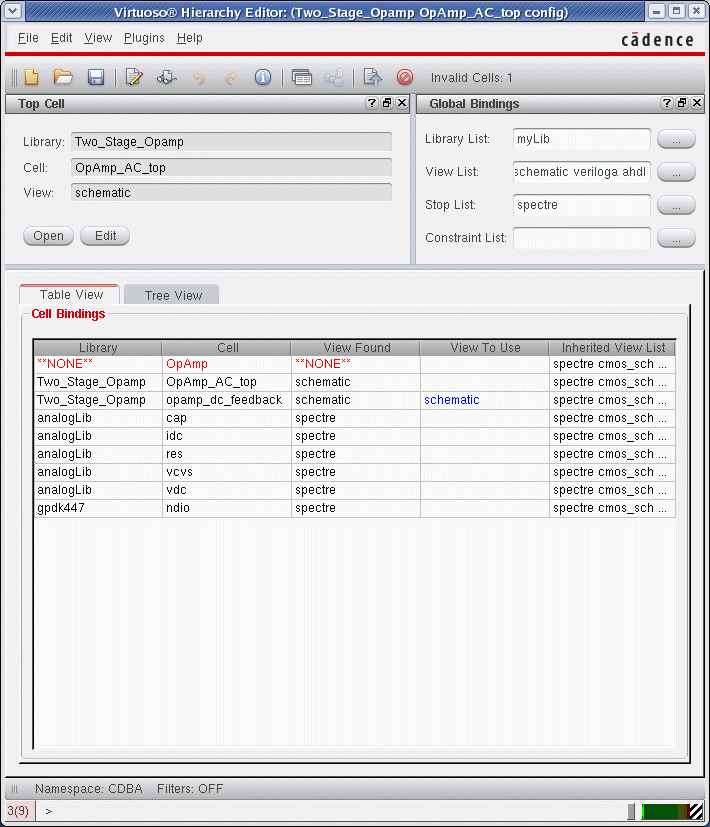 Virtuoso® Hierarchy Editor: (Two_Stage_Opamp OpAmp_AC_top config)
File Edit View Plugins Help
cādence
Invalid Cells: 1
Top Cell
Library: Two_Stage_Opamp
Cell: OpAmp_AC_top
View: schematic
Open Edit
Global Bindings
Library List: myLib ...
View List: schematic veriloga ahdl ...
Stop List: spectre ...
Constraint List: ...
Table View Tree View
Cell Bindings
Library Cell View Found View To Use Inherited View List
**NONE** OpAmp **NONE** spectre cmos_sch ...
Two_Stage_Opamp OpAmp_AC_top schematic spectre cmos_sch ...
Two_Stage_Opamp opamp_dc_feedback schematic schematic spectre cmos_sch ...
analogLib cap spectre spectre cmos_sch ...
analogLib idc spectre spectre cmos_sch ...
analogLib res spectre spectre cmos_sch ...
analogLib vcvs spectre spectre cmos_sch ...
analogLib vdc spectre spectre cmos_sch ...
gpdk447 ndio spectre spectre cmos_sch ...
Namespace: CDBA Filters: OFF
3(9) >